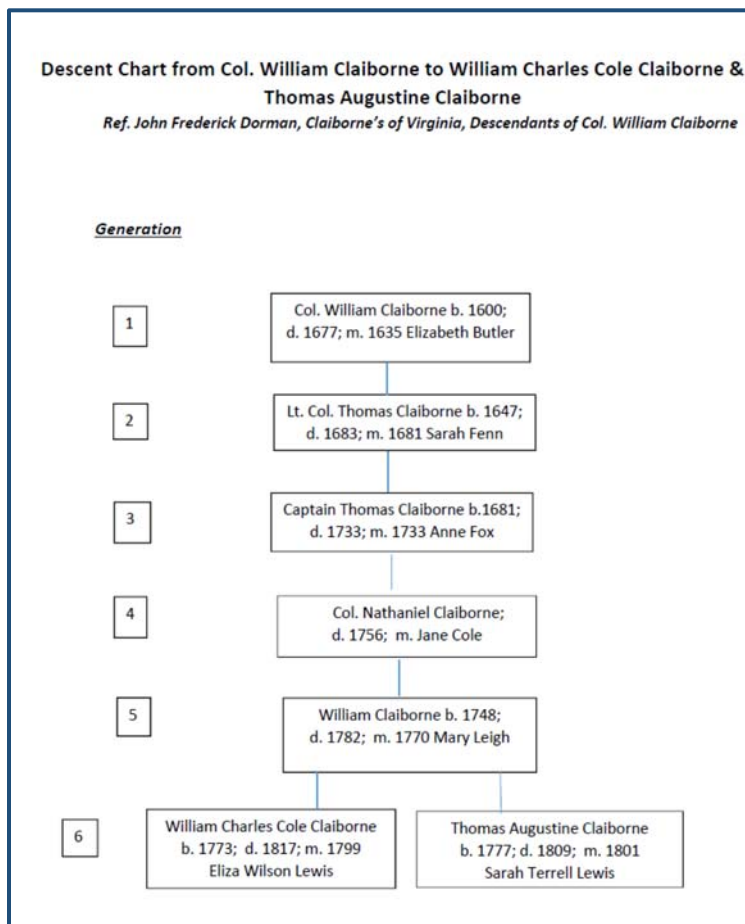 Descent Chart from Col. William Claiborne to William Charles Cole Claiborne &
Thomas Augustine Claiborne
Ref. John Frederick Dorman, Claiborne's of Virginia, Descendants of Col. William Claiborne
Generation
1
Col. William Claiborne b. 1600;
d. 1677; m. 1635 Elizabeth Butler
2
Lt. Col. Thomas Claiborne b. 1647;
d. 1683; m. 1681 Sarah Fenn
3
Captain Thomas Claiborne b.1681;
d. 1733; m. 1733 Anne Fox
4
Col. Nathaniel Claiborne;
d. 1756; m. Jane Cole
5
William Claiborne b. 1748;
d. 1782; m. 1770 Mary Leigh
6
William Charles Cole Claiborne
b. 1773; d. 1817; m. 1799
Eliza Wilson Lewis
Thomas Augustine Claiborne
b. 1777; d. 1809; m. 1801
Sarah Terrell Lewis